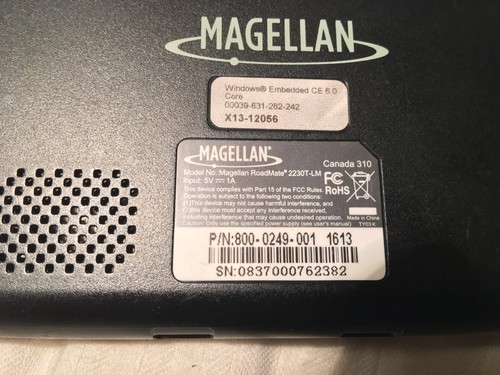 MAGELLAN
Windows® Embedded CE 6.0
Core
00039-631-262-242
X13-12056
MAGELLAN®
Canada 310
Model No.: Magellan RoadMate® 2230T-LM
Input: 5V ⎓ 1A
FC
RoHS
This device complies with Part 15 of the FCC Rules.
Operation is subject to the following two conditions:
(1)This device may not cause harmful interference, and
(2)this device must accept any interference received,
including interference that may cause undesired operation.
Made in China
Caution: Only use the specified power supply (see user's manual).
TY03 K
P/N:800-0249-001 1613
SN:0837000762382